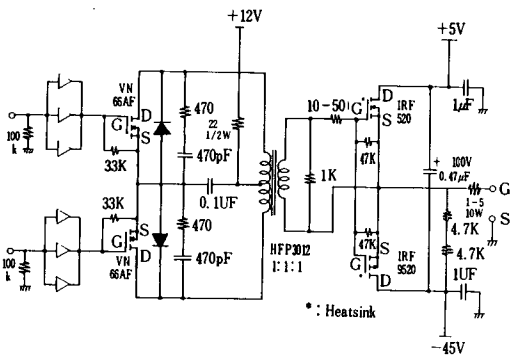 +12V
+5V
VN
66AF
D
G
S
100
k
33K
470
22
1/2W
470pF
0.1UF
10-50
G
*
D
S
IRF
520
1μF
47K
1K
+
100V
0.47μF
G
1-5
10W
S
4.7K
4.7K
33K
S
G
D
VN
66AF
100
k
470
470pF
HFP3012
1:1:1
47K
S
G
*
D
IRF
9520
1UF
*: Heatsink
-45V